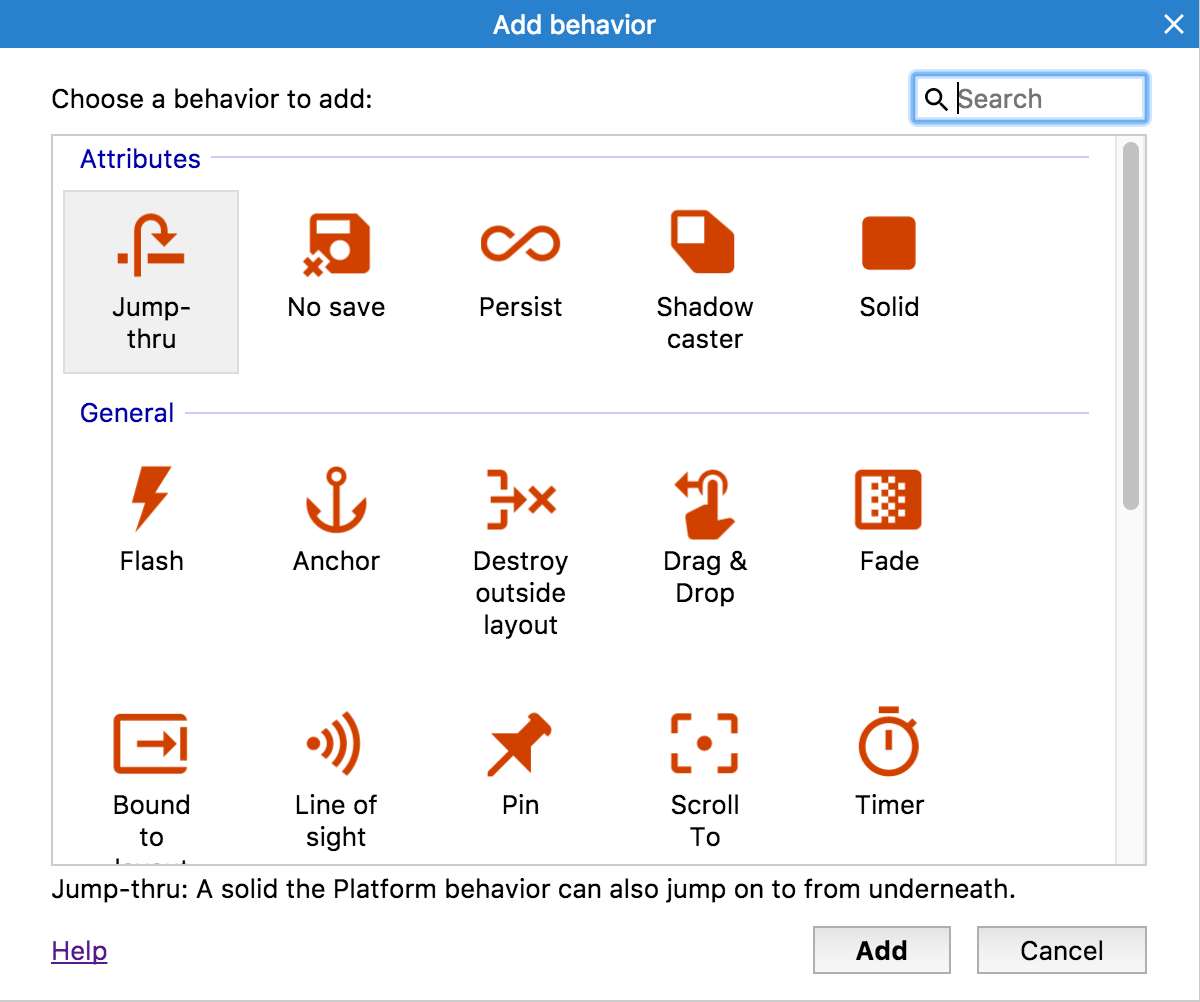 Add behavior
Choose a behavior to add:
Search
Attributes
Jump-
thru
No save
Persist
Shadow
caster
Solid
General
Flash
Anchor
Destroy
outside
layout
Drag &
Drop
Fade
Bound
to
layout
Line of
sight
Pin
Scroll
To
Timer
Jump-thru: A solid the Platform behavior can also jump on to from underneath.
Help
Add
Cancel